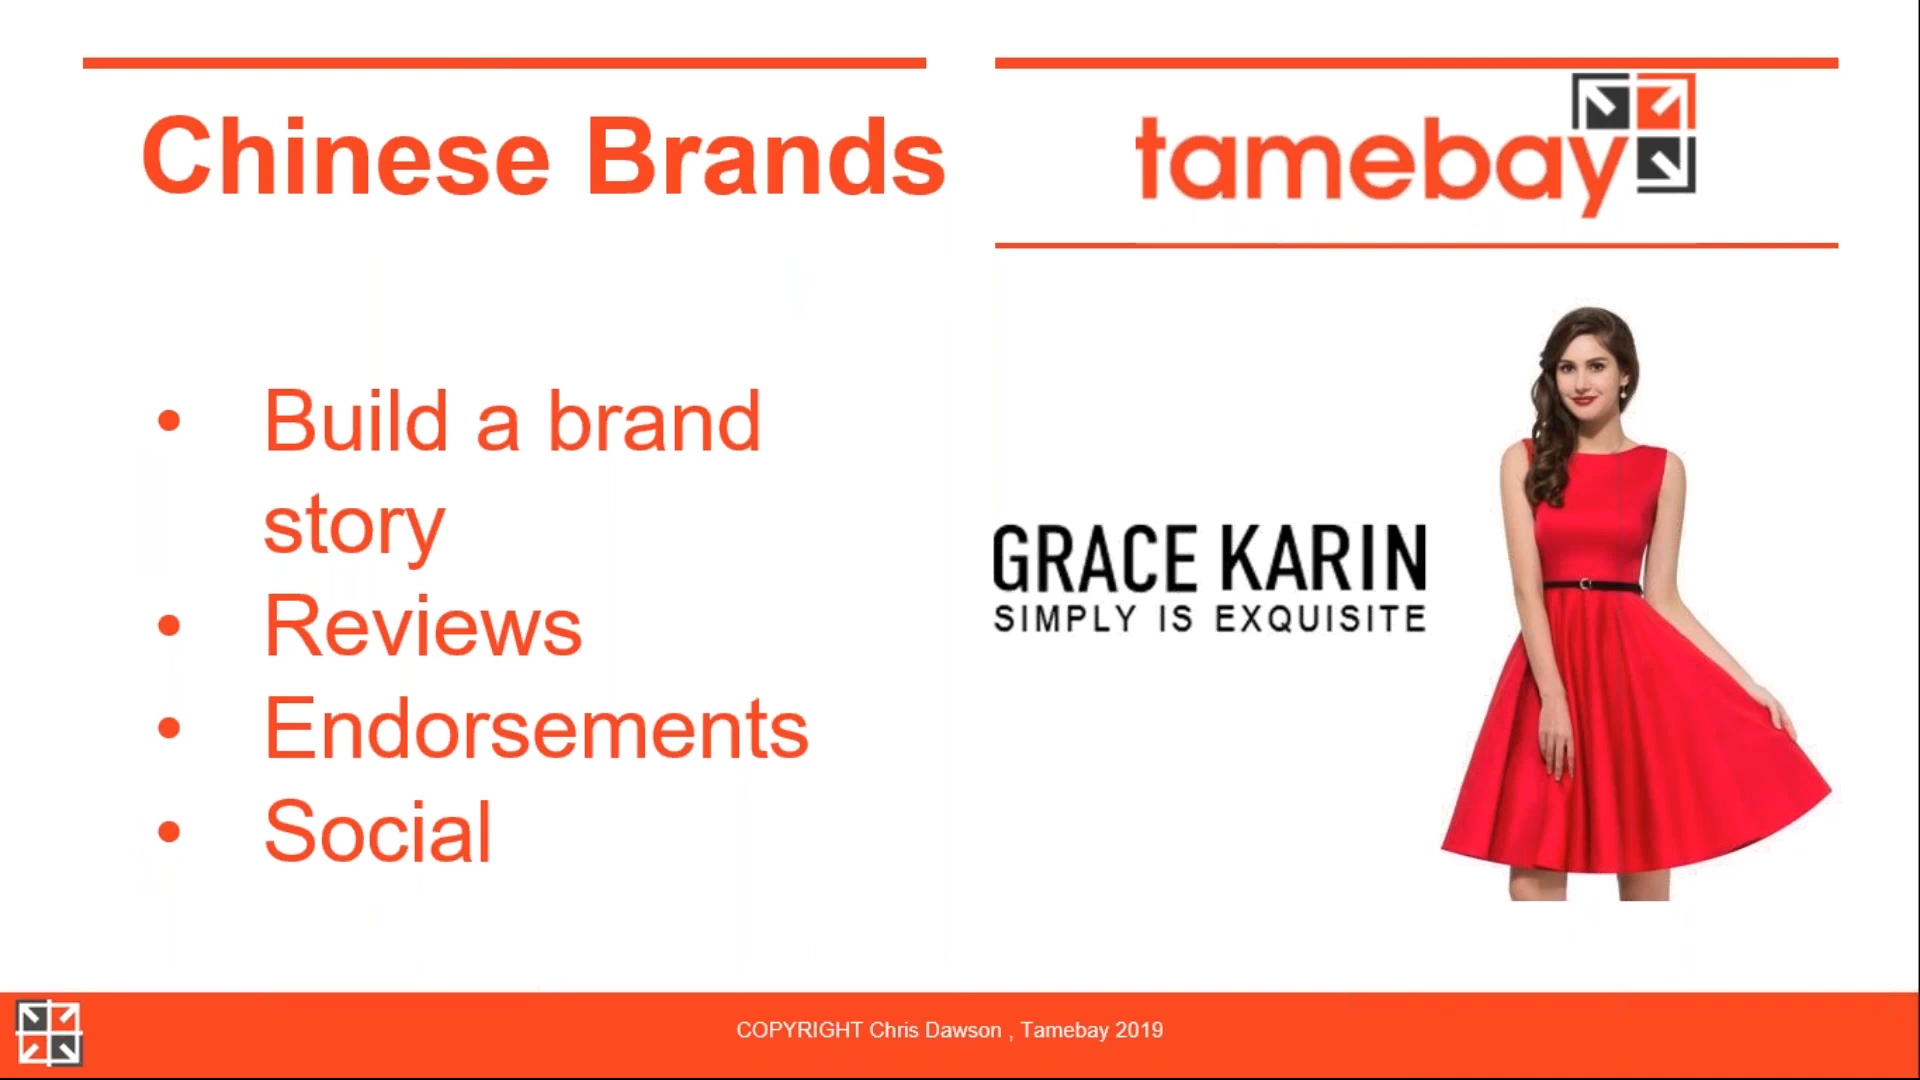 Chinese Brands
tamebay
• Build a brand
story
• Reviews
• Endorsements
• Social
GRACE KARIN
SIMPLY IS EXQUISITE
COPYRIGHT Chris Dawson , Tamebay 2019